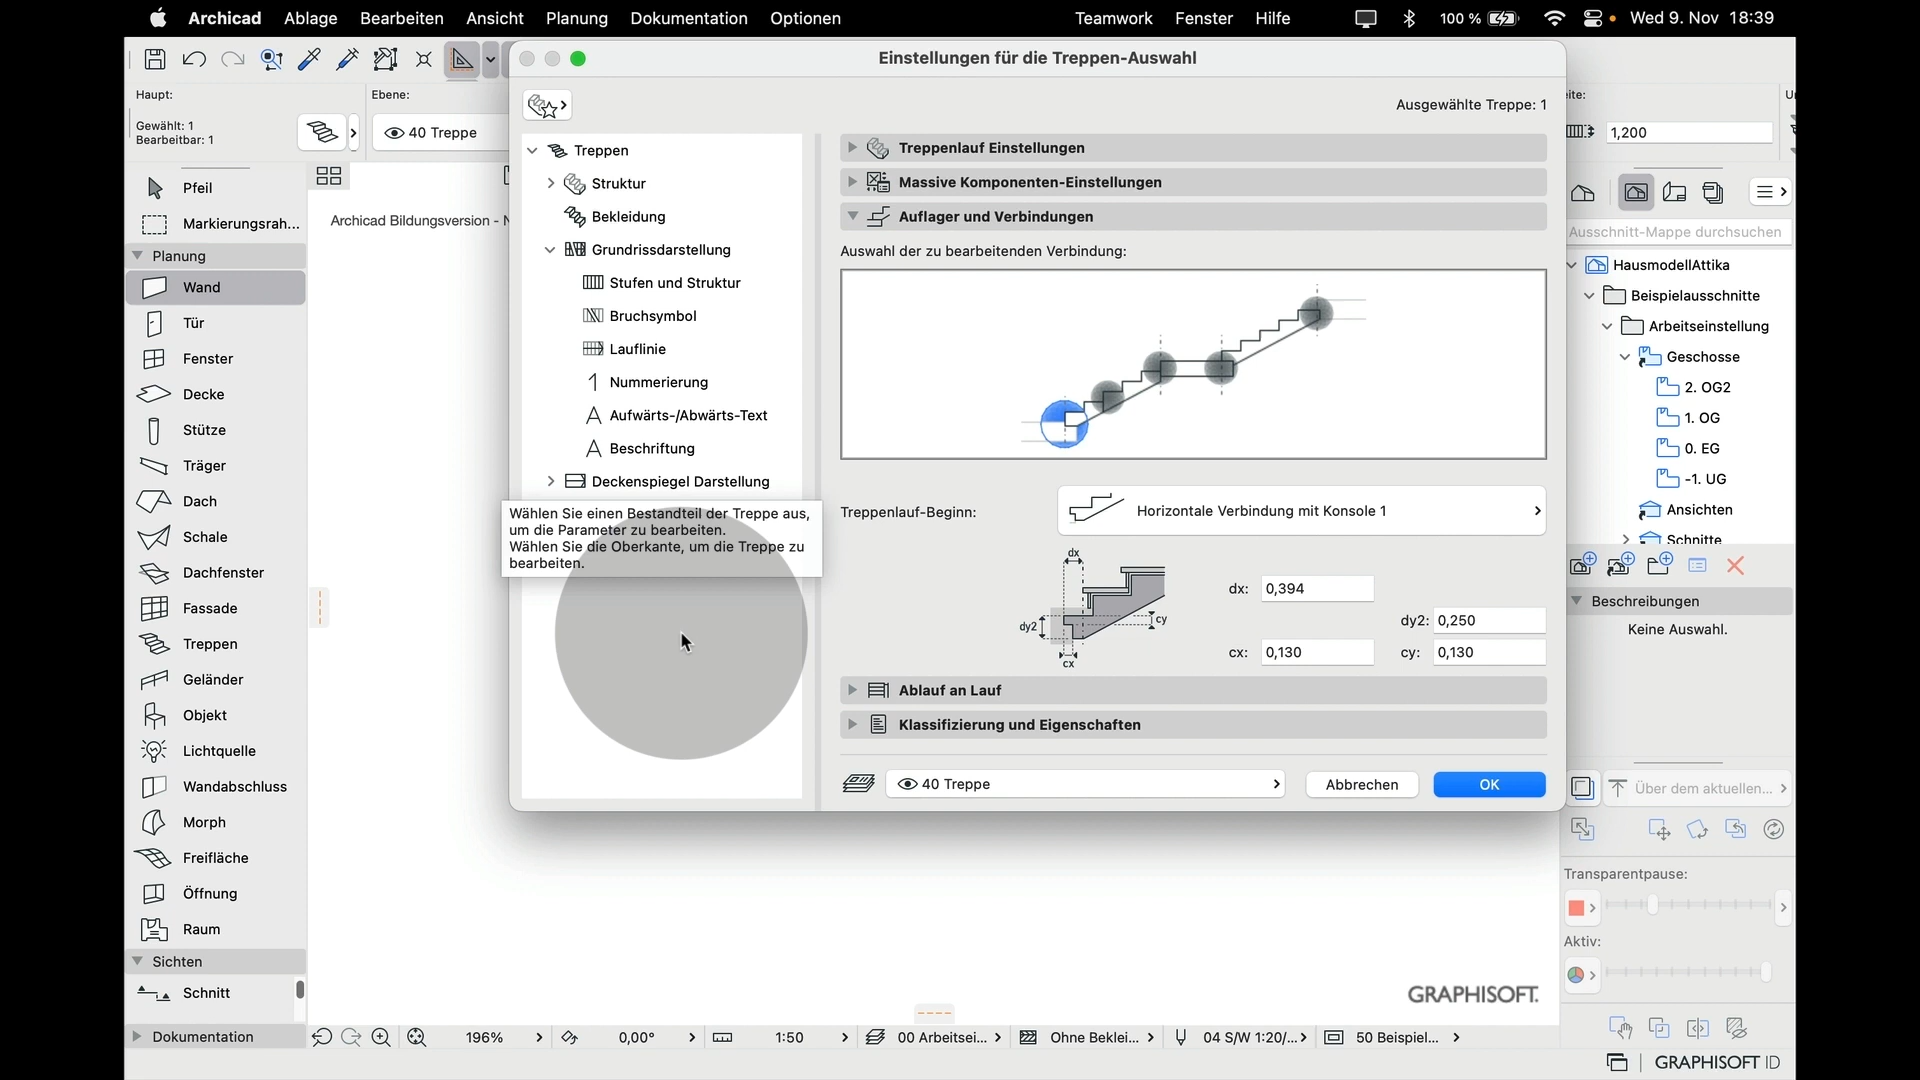 Archicad Ablage Bearbeiten Ansicht Planung Dokumentation Optionen Teamwork Fenster Hilfe 100 % Wed 9. Nov 18:39
Einstellungen für die Treppen-Auswahl
Haupt:
Ebene:
Gewählt: 1
Bearbeitbar: 1
40 Treppe
Ausgewählte Treppe: 1
eite:
1,200
Pfeil
Markierungsrah...
Planung
Wand
Tür
Fenster
Decke
Stütze
Träger
Dach
Schale
Dachfenster
Fassade
Treppen
Geländer
Objekt
Lichtquelle
Wandabschluss
Morph
Freifläche
Öffnung
Raum
Sichten
Schnitt
Dokumentation
Archicad Bildungsversion - N
Treppen
Struktur
Bekleidung
Grundrissdarstellung
Stufen und Struktur
Bruchsymbol
Lauflinie
Nummerierung
Aufwärts-/Abwärts-Text
Beschriftung
Deckenspiegel Darstellung
Wählen Sie einen Bestandteil der Treppe aus,
um die Parameter zu bearbeiten.
Wählen Sie die Oberkante, um die Treppe zu
bearbeiten.
Treppenlauf Einstellungen
Massive Komponenten-Einstellungen
Auflager und Verbindungen
Auswahl der zu bearbeitenden Verbindung:
Treppenlauf-Beginn:
Horizontale Verbindung mit Konsole 1
dx
dy2
cy
cx
dx: 0,394
dy2: 0,250
cx: 0,130
cy: 0,130
Ablauf an Lauf
Klassifizierung und Eigenschaften
40 Treppe
Abbrechen
OK
Ausschnitt-Mappe durchsuchen
HausmodellAttika
Beispielausschnitte
Arbeitseinstellung
Geschosse
2. OG2
1. OG
0. EG
-1. UG
Ansichten
Schnitte
Beschreibungen
Keine Auswahl.
Über dem aktuellen...
Transparentpause:
Aktiv:
GRAPHISOFT.
196% 0,00° 1:50 00 Arbeitsei... Ohne Beklei... 04 S/W 1:20/... 50 Beispiel...
GRAPHISOFT ID